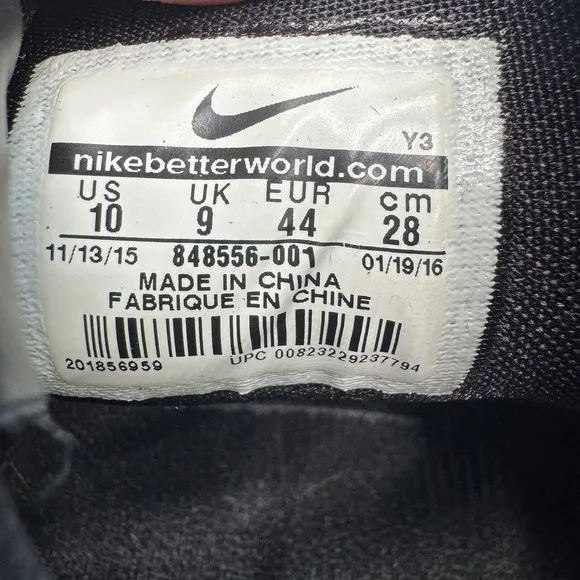 Y3
nikebetterworld.com
US UK EUR cm
10 9 44 28
11/13/15 848556-001 01/19/16
MADE IN CHINA
FABRIQUE EN CHINE
201856959 UPC 00823229237794